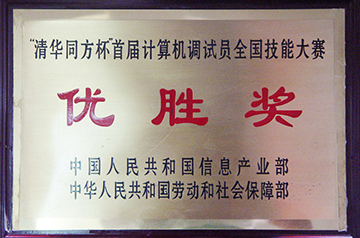 “清华同方杯”首届计算机调试员全国技能大赛
优胜奖
中国人民共和国信息产业部
中华人民共和国劳动和社会保障部